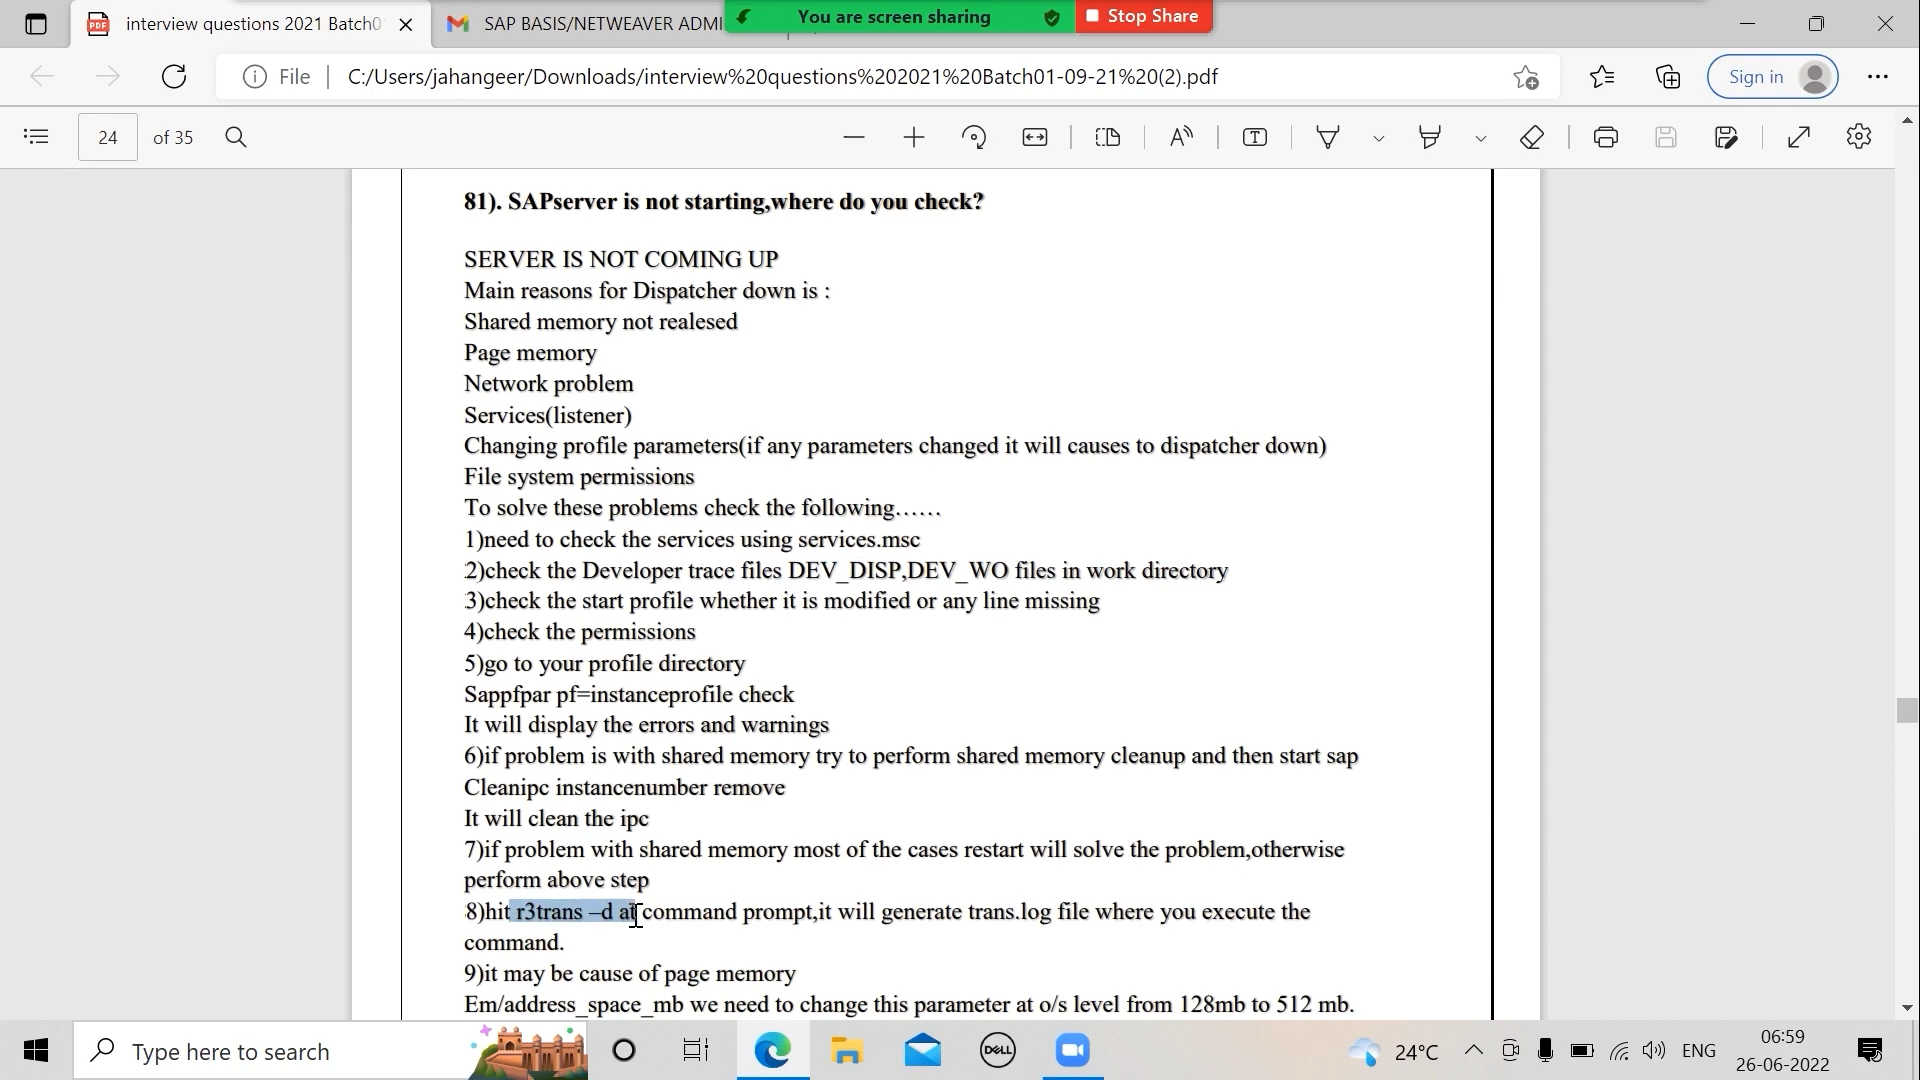 interview questions 2021 Batch0
SAP BASIS/NETWEAVER ADMI
You are screen sharing
Stop Share
File
C:/Users/jahangeer/Downloads/interview%20questions%202021%20Batch01-09-21%20(2).pdf
Sign in
24 of 35
81). SAPserver is not starting,where do you check?
SERVER IS NOT COMING UP
Main reasons for Dispatcher down is :
Shared memory not realesed
Page memory
Network problem
Services(listener)
Changing profile parameters(if any parameters changed it will causes to dispatcher down)
File system permissions
To solve these problems check the following……
1)need to check the services using services.msc
2)check the Developer trace files DEV_DISP,DEV_WO files in work directory
3)check the start profile whether it is modified or any line missing
4)check the permissions
5)go to your profile directory
Sappfpar pf=instanceprofile check
It will display the errors and warnings
6)if problem is with shared memory try to perform shared memory cleanup and then start sap
Cleanipc instancenumber remove
It will clean the ipc
7)if problem with shared memory most of the cases restart will solve the problem,otherwise
perform above step
8)hit r3trans –d at command prompt,it will generate trans.log file where you execute the
command.
9)it may be cause of page memory
Em/address_space_mb we need to change this parameter at o/s level from 128mb to 512 mb.
Type here to search
DELL
24°C
ENG
06:59
26-06-2022